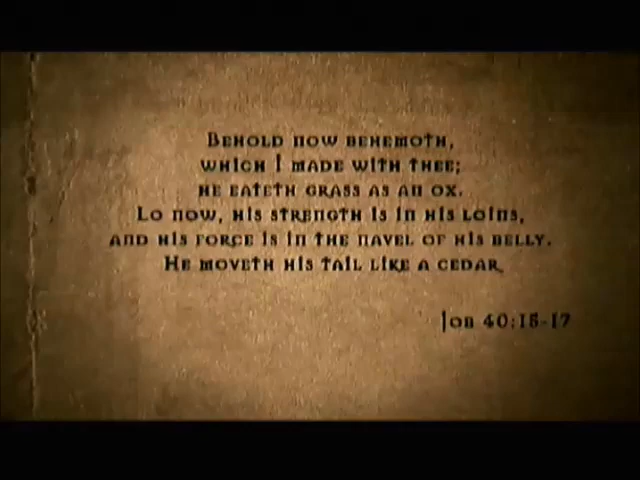 Behold now behemoth,
which I made with thee;
he eateth grass as an ox.
Lo now, his strength is in his loins,
and his force is in the navel of his belly.
He moveth his tail like a cedar
Job 40:15-17